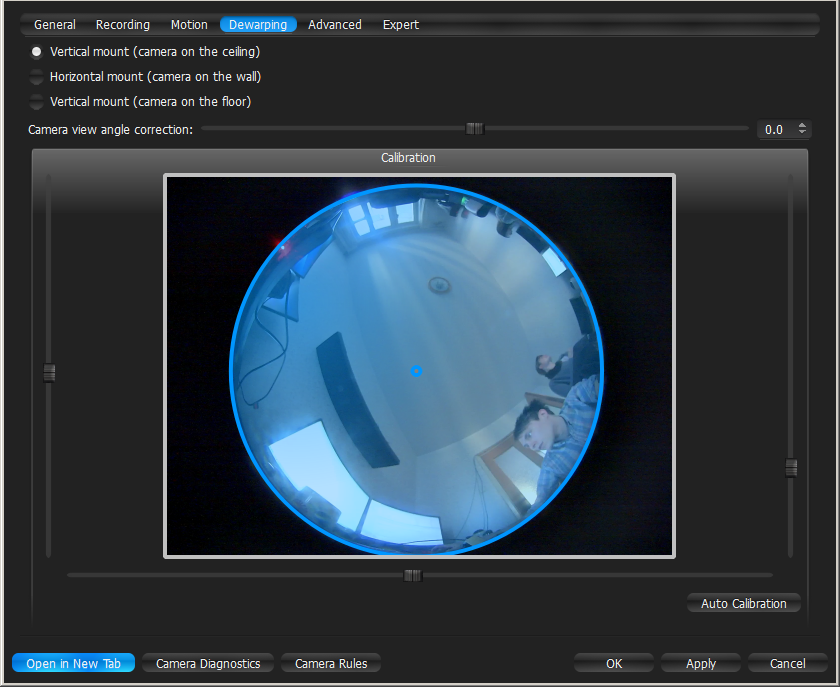 General Recording Motion Dewarping Advanced Expert
Vertical mount (camera on the ceiling)
Horizontal mount (camera on the wall)
Vertical mount (camera on the floor)
Camera view angle correction: 0.0
Calibration
Auto Calibration
Open in New Tab Camera Diagnostics Camera Rules OK Apply Cancel